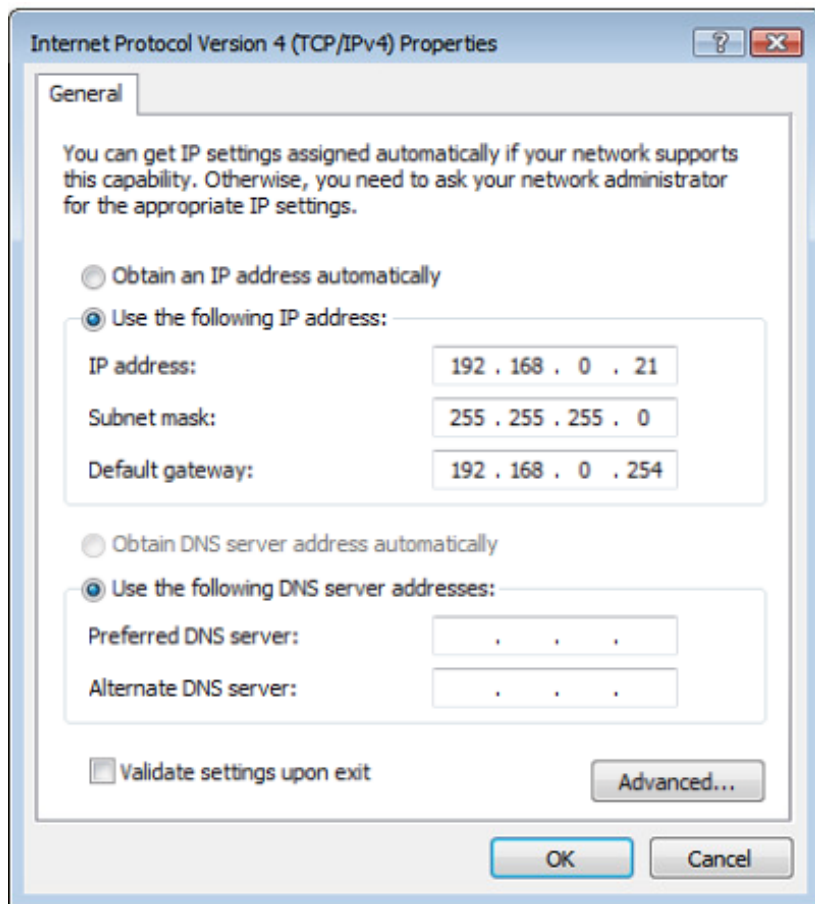 Internet Protocol Version 4 (TCP/IPv4) Properties
?
General
You can get IP settings assigned automatically if your network supports
this capability. Otherwise, you need to ask your network administrator
for the appropriate IP settings.
Obtain an IP address automatically
Use the following IP address:
IP address: 192 . 168 . 0 . 21
Subnet mask: 255 . 255 . 255 . 0
Default gateway: 192 . 168 . 0 . 254
Obtain DNS server address automatically
Use the following DNS server addresses:
Preferred DNS server: . . .
Alternate DNS server: . . .
Validate settings upon exit
Advanced...
OK Cancel